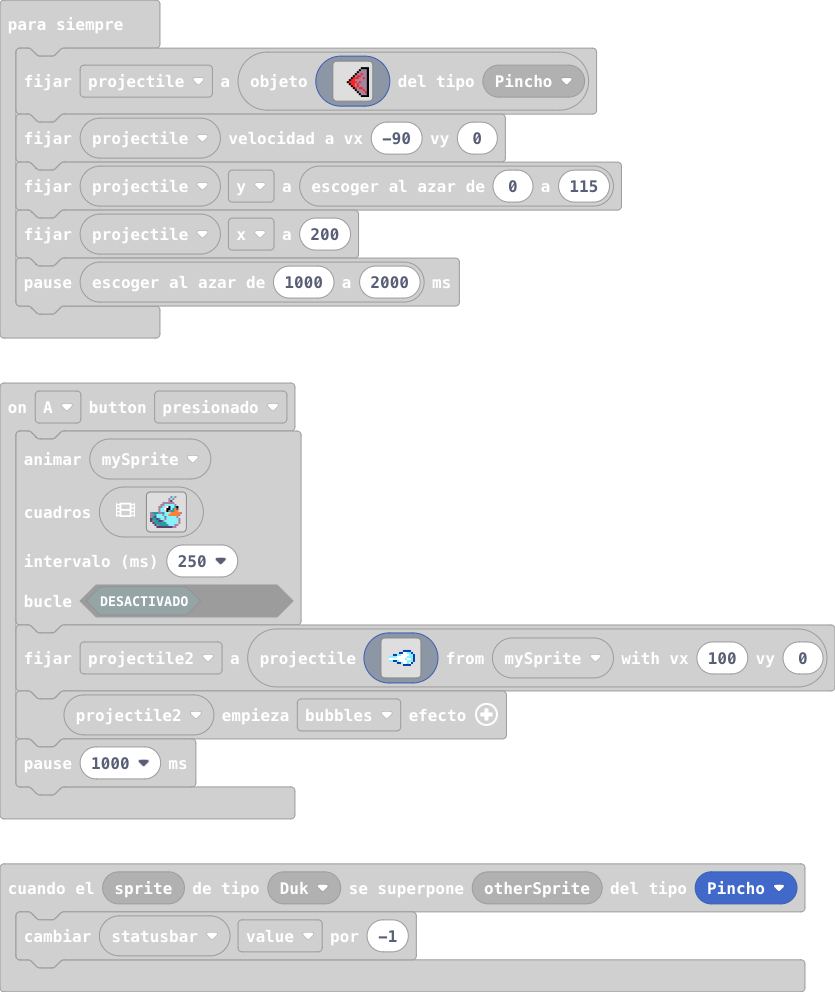 para siempre
fijar projectile a objeto del tipo Pincho
fijar projectile velocidad a vx -90 vy 0
fijar projectile y a escoger al azar de 0 a 115
fijar projectile x a 200
pause escoger al azar de 1000 a 2000 ms
on A button presionado
animar mySprite
cuadros
intervalo (ms) 250
bucle DESACTIVADO
fijar projectile2 a projectile from mySprite with vx 100 vy 0
projectile2 empieza bubbles efecto
pause 1000 ms
cuando el sprite de tipo Duk se superpone otherSprite del tipo Pincho
cambiar statusbar value por -1